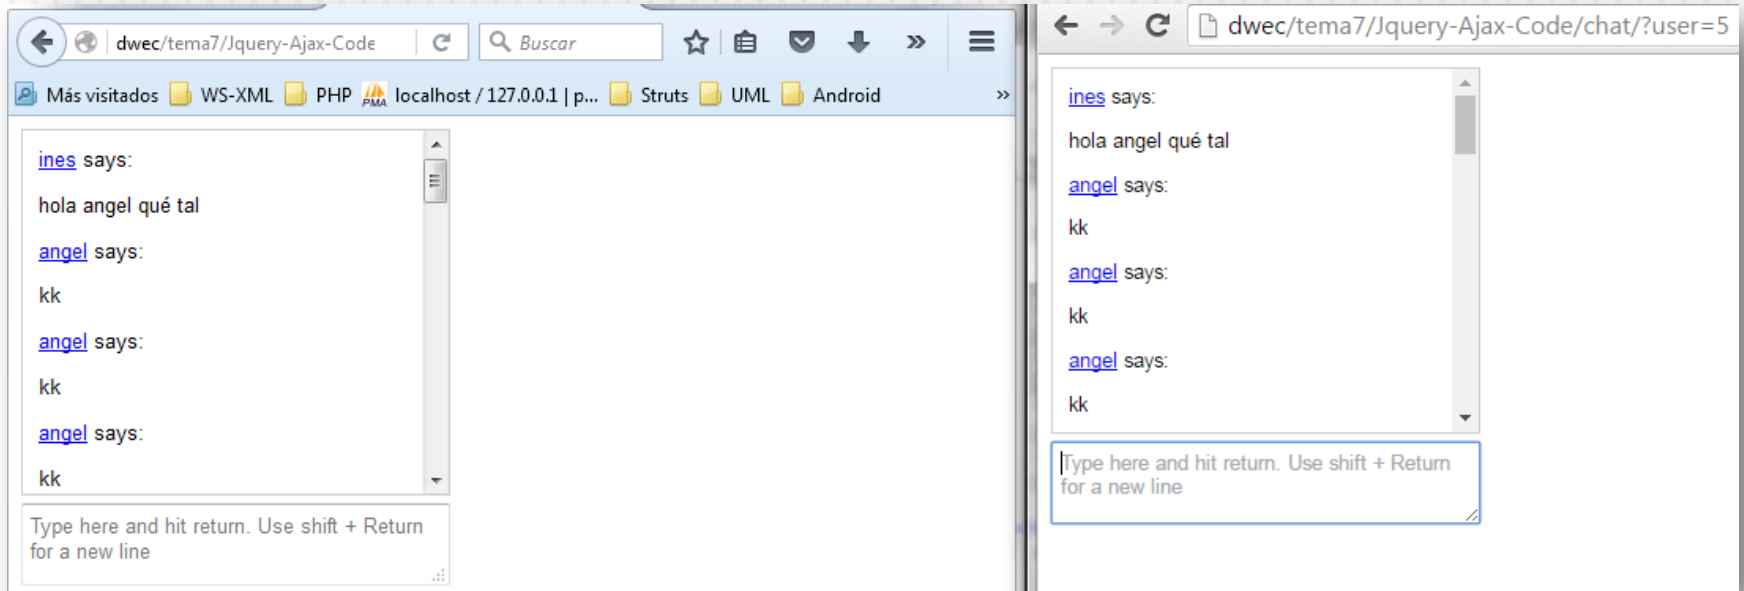 dwec/tema7/Jquery-Ajax-Code
Buscar
Más visitados WS-XML PHP PMA localhost / 127.0.0.1 | p... Struts UML Android
ines says:
hola angel qué tal
angel says:
kk
angel says:
kk
angel says:
kk
Type here and hit return. Use shift + Return
for a new line
dwec/tema7/Jquery-Ajax-Code/chat/?user=5
ines says:
hola angel qué tal
angel says:
kk
angel says:
kk
angel says:
kk
Type here and hit return. Use shift + Return
for a new line